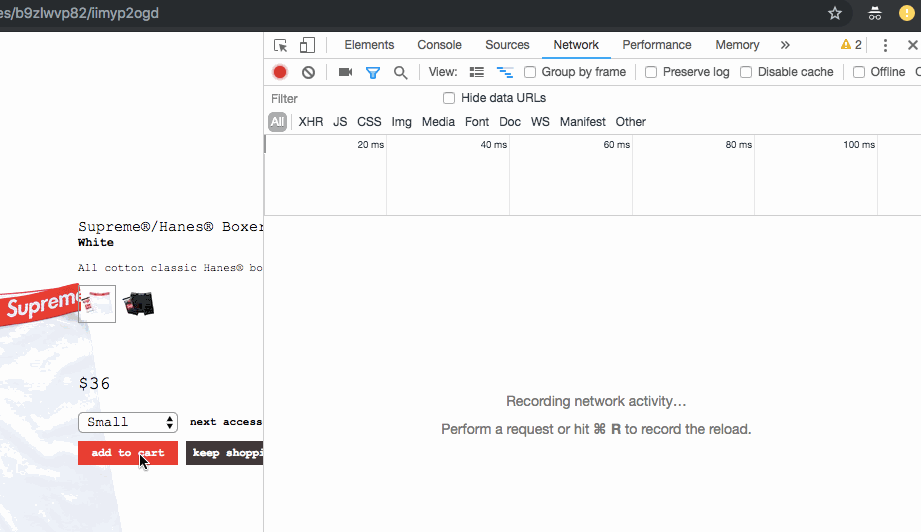 es/b9zlwvp82/iimyp2ogd
Elements Console Sources Network Performance Memory » 2
View: Group by frame Preserve log Disable cache Offline
Filter Hide data URLs
All XHR JS CSS Img Media Font Doc WS Manifest Other
20 ms 40 ms 60 ms 80 ms 100 ms
Supreme®/Hanes® Boxer
White
All cotton classic Hanes® bo
Supreme
$36
Small next access
add to cart keep shoppi
Recording network activity…
Perform a request or hit ⌘ R to record the reload.